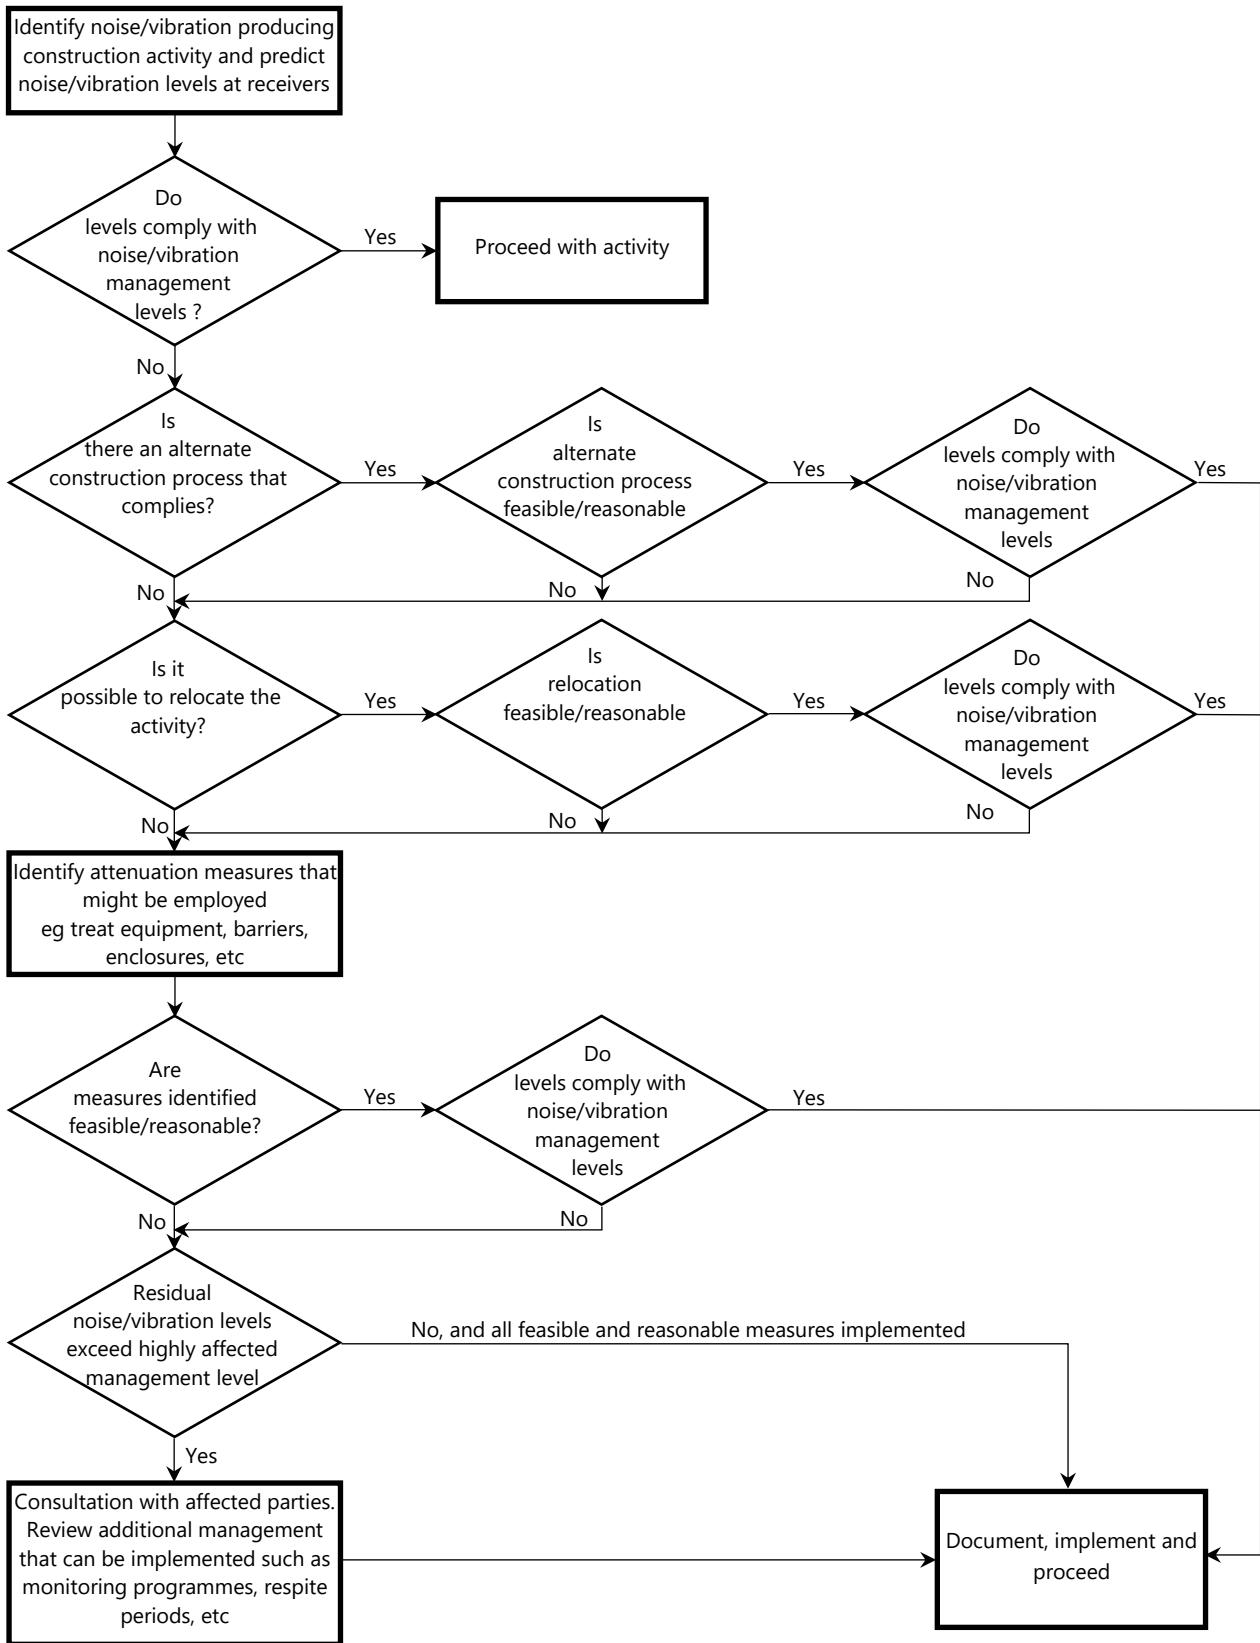 Identify noise/vibration producing
construction activity and predict
noise/vibration levels at receivers
Do
levels comply with
noise/vibration
management
levels ?
Yes
Proceed with activity
No
Is
there an alternate
construction process that
complies?
Yes
Is
alternate
construction process
feasible/reasonable
Yes
Do
levels comply with
noise/vibration
management
levels
Yes
No
No
No
Is it
possible to relocate the
activity?
Yes
Is
relocation
feasible/reasonable
Yes
Do
levels comply with
noise/vibration
management
levels
Yes
No
No
No
Identify attenuation measures that
might be employed
eg treat equipment, barriers,
enclosures, etc
Are
measures identified
feasible/reasonable?
Yes
Do
levels comply with
noise/vibration
management
levels
Yes
No
No
Residual
noise/vibration levels
exceed highly affected
management level
No, and all feasible and reasonable measures implemented
Yes
Consultation with affected parties.
Review additional management
that can be implemented such as
monitoring programmes, respite
periods, etc
Document, implement and
proceed